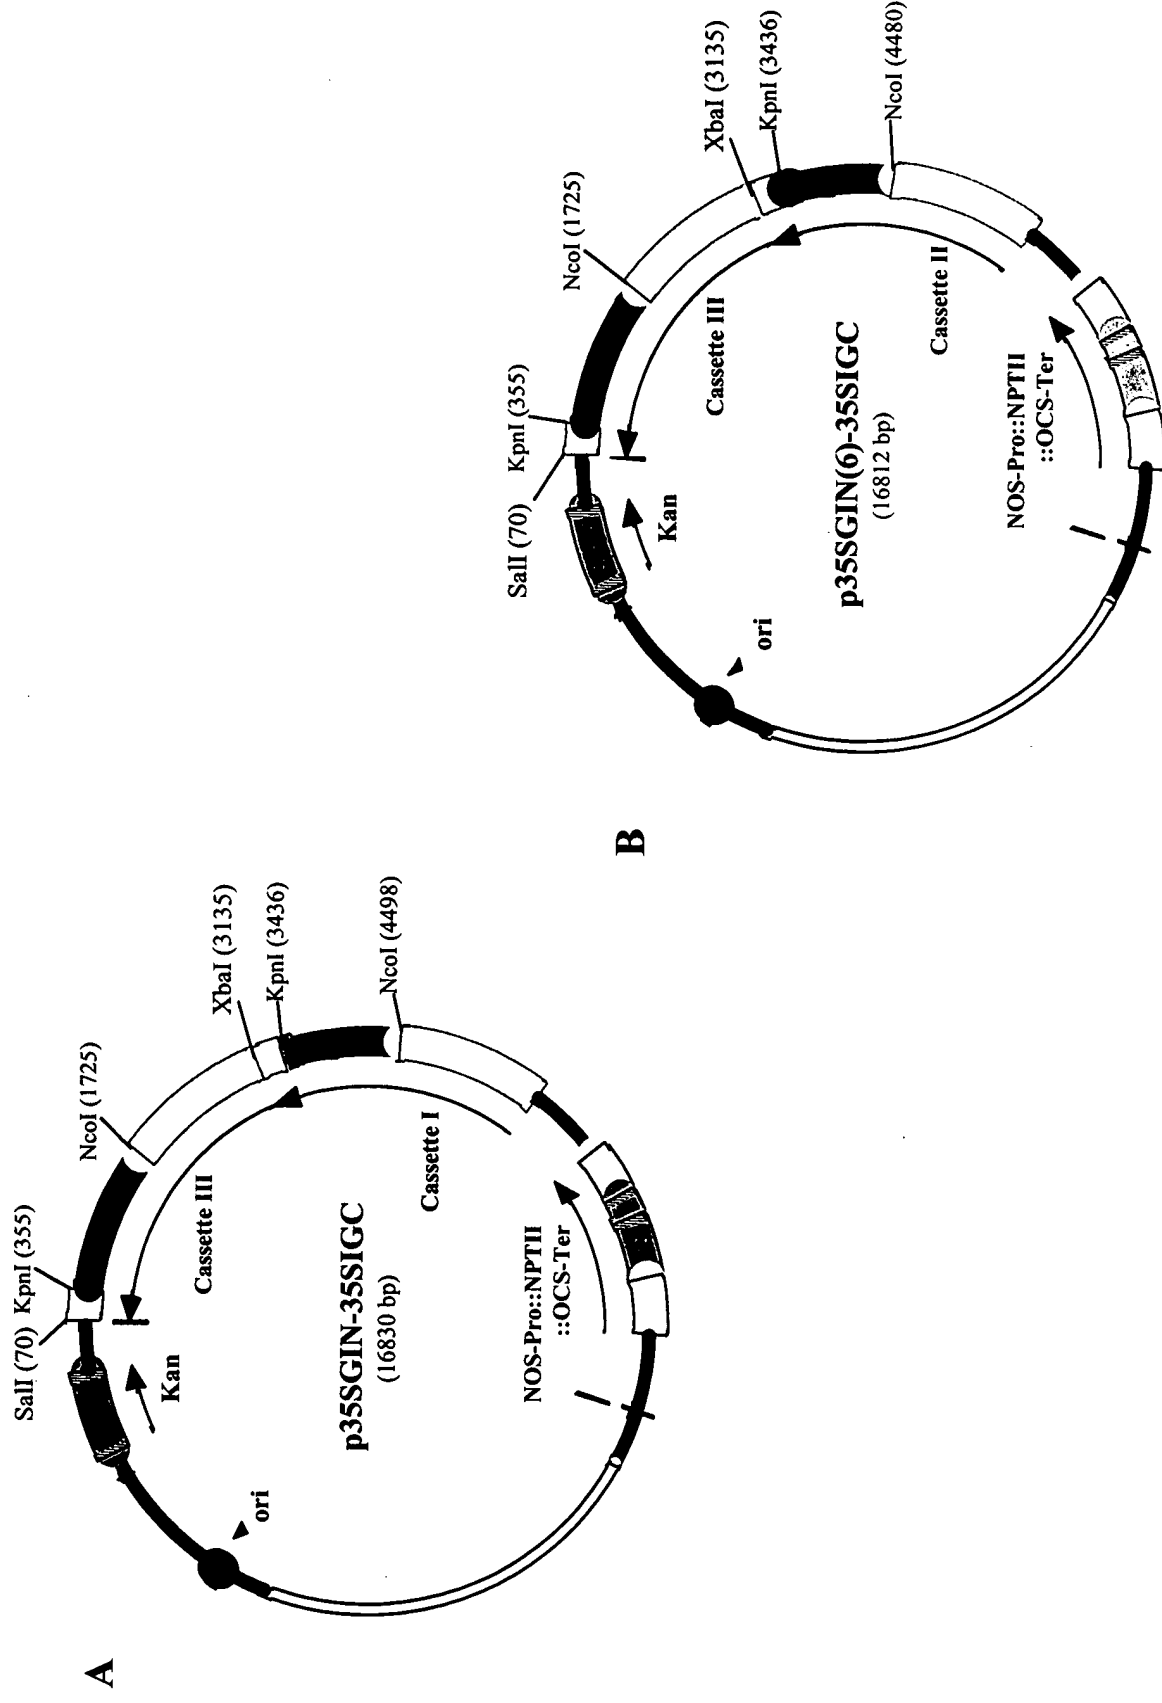 A
SalI (70)
KpnI (355)
NcoI (1725)
XbaI (3135)
KpnI (3436)
NcoI (4498)
Kan
Cassette III
Cassette I
ori
p35SGIN-35SIGC
(16830 bp)
NOS-Pro::NPTII
::OCS-Ter
B
SalI (70)
KpnI (355)
NcoI (1725)
XbaI (3135)
KpnI (3436)
NcoI (4480)
Kan
Cassette III
Cassette II
ori
p35SGIN(6)-35SIGC
(16812 bp)
NOS-Pro::NPTII
::OCS-Ter